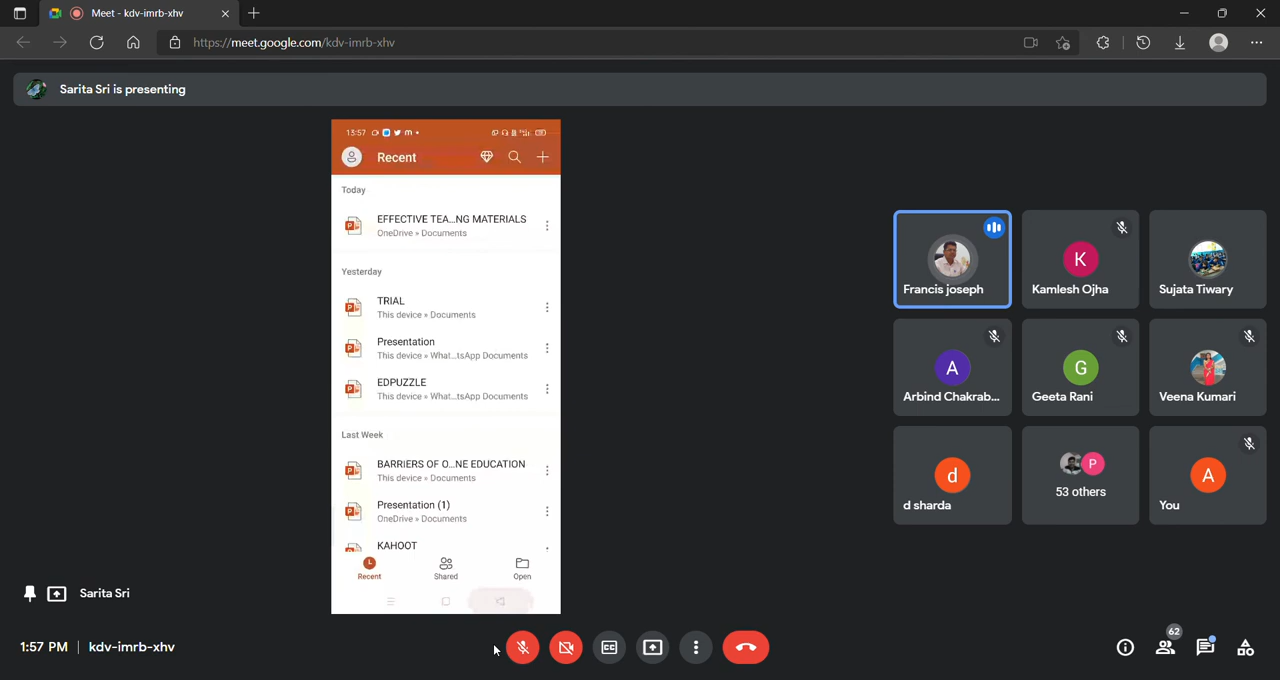 Meet - kdv-imrb-xhv
https://meet.google.com/kdv-imrb-xhv
Sarita Sri is presenting
13:57
Recent
Today
EFFECTIVE TEA...NG MATERIALS
OneDrive » Documents
Yesterday
TRIAL
This device » Documents
Presentation
This device » What...tsApp Documents
EDPUZZLE
This device » What...tsApp Documents
Last Week
BARRIERS OF O...NE EDUCATION
This device » Documents
Presentation (1)
OneDrive » Documents
KAHOOT
Recent
Shared
Open
Francis joseph
K
Kamlesh Ojha
Sujata Tiwary
A
Arbind Chakrab...
G
Geeta Rani
Veena Kumari
d
d sharda
P
53 others
A
You
Sarita Sri
1:57 PM | kdv-imrb-xhv
62